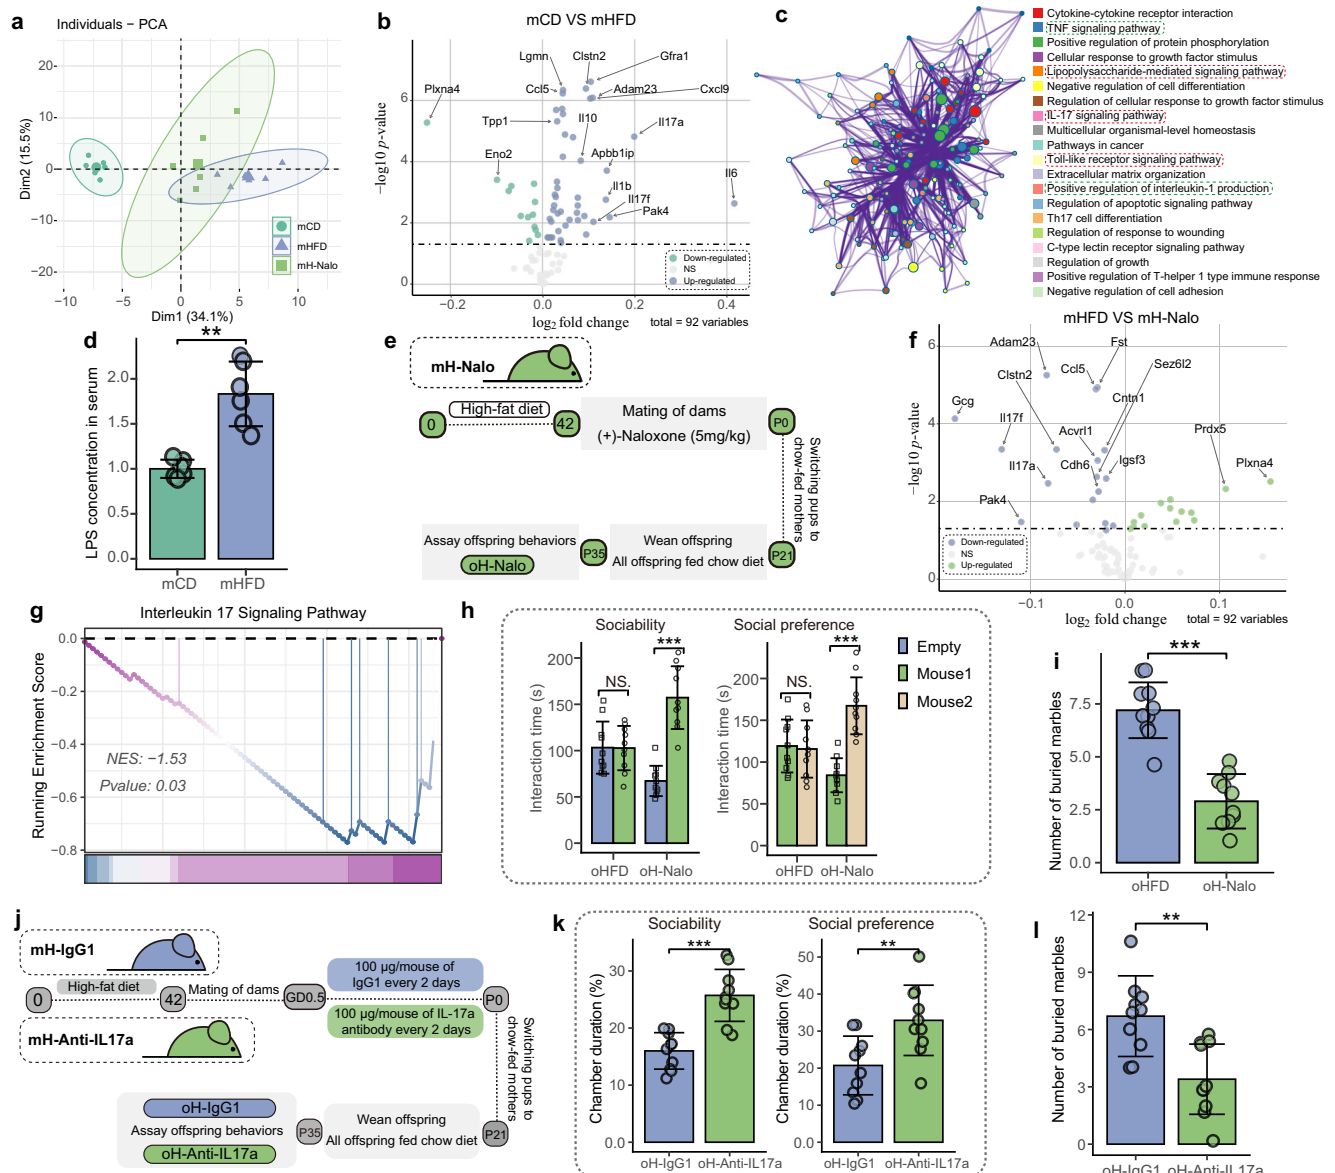 a
Individuals − PCA
Dim2 (15.5%)
20
10
0
−10
−20
mCD
mHFD
mH-Nalo
−10
−5
0
5
10
Dim1 (34.1%)
b
mCD VS mHFD
−log10 p-value
6
4
2
0
Plxna4
Lgmn
Clstn2
Gfra1
Ccl5
Adam23
Cxcl9
Tpp1
Il10
Il17a
Eno2
Apbb1ip
Il6
Il1b
Il17f
Pak4
Down-regulated
NS
Up-regulated
−0.2
0.0
0.2
0.4
log2 fold change
total = 92 variables
c
Cytokine-cytokine receptor interaction
TNF signaling pathway
Positive regulation of protein phosphorylation
Cellular response to growth factor stimulus
Lipopolysaccharide-mediated signaling pathway
Negative regulation of cell differentiation
Regulation of cellular response to growth factor stimulus
IL-17 signaling pathway
Multicellular organismal-level homeostasis
Pathways in cancer
Toll-like receptor signaling pathway
Extracellular matrix organization
Positive regulation of interleukin-1 production
Regulation of apoptotic signaling pathway
Th17 cell differentiation
Regulation of response to wounding
C-type lectin receptor signaling pathway
Regulation of growth
Positive regulation of T-helper 1 type immune response
Negative regulation of cell adhesion
d
LPS concentration in serum
**
2.0
1.5
1.0
0.5
0.0
mCD
mHFD
e
mH-Nalo
0
High-fat diet
42
Mating of dams
(+)-Naloxone (5mg/kg)
P0
Switching pups to
chow-fed mothers
P21
Wean offspring
All offspring fed chow diet
P35
Assay offspring behaviors
oH-Nalo
f
mHFD VS mH-Nalo
−log10 p-value
6
4
2
0
Adam23
Fst
Ccl5
Sez6l2
Clstn2
Cntn1
Gcg
Il17f
Acvrl1
Prdx5
Il17a
Cdh6
Igsf3
Plxna4
Pak4
Down-regulated
NS
Up-regulated
−0.1
0.0
0.1
log2 fold change
total = 92 variables
g
Interleukin 17 Signaling Pathway
Running Enrichment Score
0.0
−0.2
−0.4
−0.6
−0.8
NES: −1.53
Pvalue: 0.03
h
Sociability
Interaction time (s)
200
150
100
50
0
NS.
***
oHFD
oH-Nalo
Social preference
Interaction time (s)
200
150
100
50
0
NS.
***
oHFD
oH-Nalo
Empty
Mouse1
Mouse2
i
Number of buried marbles
***
7.5
5.0
2.5
0.0
oHFD
oH-Nalo
j
mH-IgG1
0
High-fat diet
42
Mating of dams
GD0.5
100 μg/mouse of
IgG1 every 2 days
100 μg/mouse of IL-17a
antibody every 2 days
P0
mH-Anti-IL17a
Switching pups to
chow-fed mothers
P21
Wean offspring
All offspring fed chow diet
P35
oH-IgG1
Assay offspring behaviors
oH-Anti-IL17a
k
Sociability
Chamber duration (%)
***
30
20
10
0.0
oH-IgG1
oH-Anti-IL17a
Social preference
Chamber duration (%)
**
50
40
30
20
10
0.0
oH-IgG1
oH-Anti-IL17a
l
Number of buried marbles
**
12
9
6
3
0
oH-IgG1
oH-Anti-IL17a